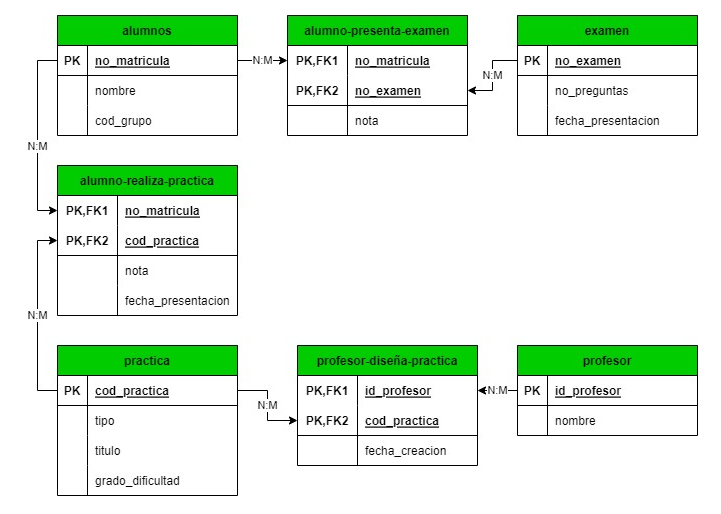 alumnos
PK no_matricula
nombre
cod_grupo
N:M
alumno-presenta-examen
PK,FK1 no_matricula
PK,FK2 no_examen
nota
N:M
examen
PK no_examen
no_preguntas
fecha_presentacion
N:M
alumno-realiza-practica
PK,FK1 no_matricula
PK,FK2 cod_practica
nota
fecha_presentacion
N:M
practica
PK cod_practica
tipo
titulo
grado_dificultad
N:M
profesor-diseña-practica
PK,FK1 id_profesor
PK,FK2 cod_practica
fecha_creacion
N:M
profesor
PK id_profesor
nombre